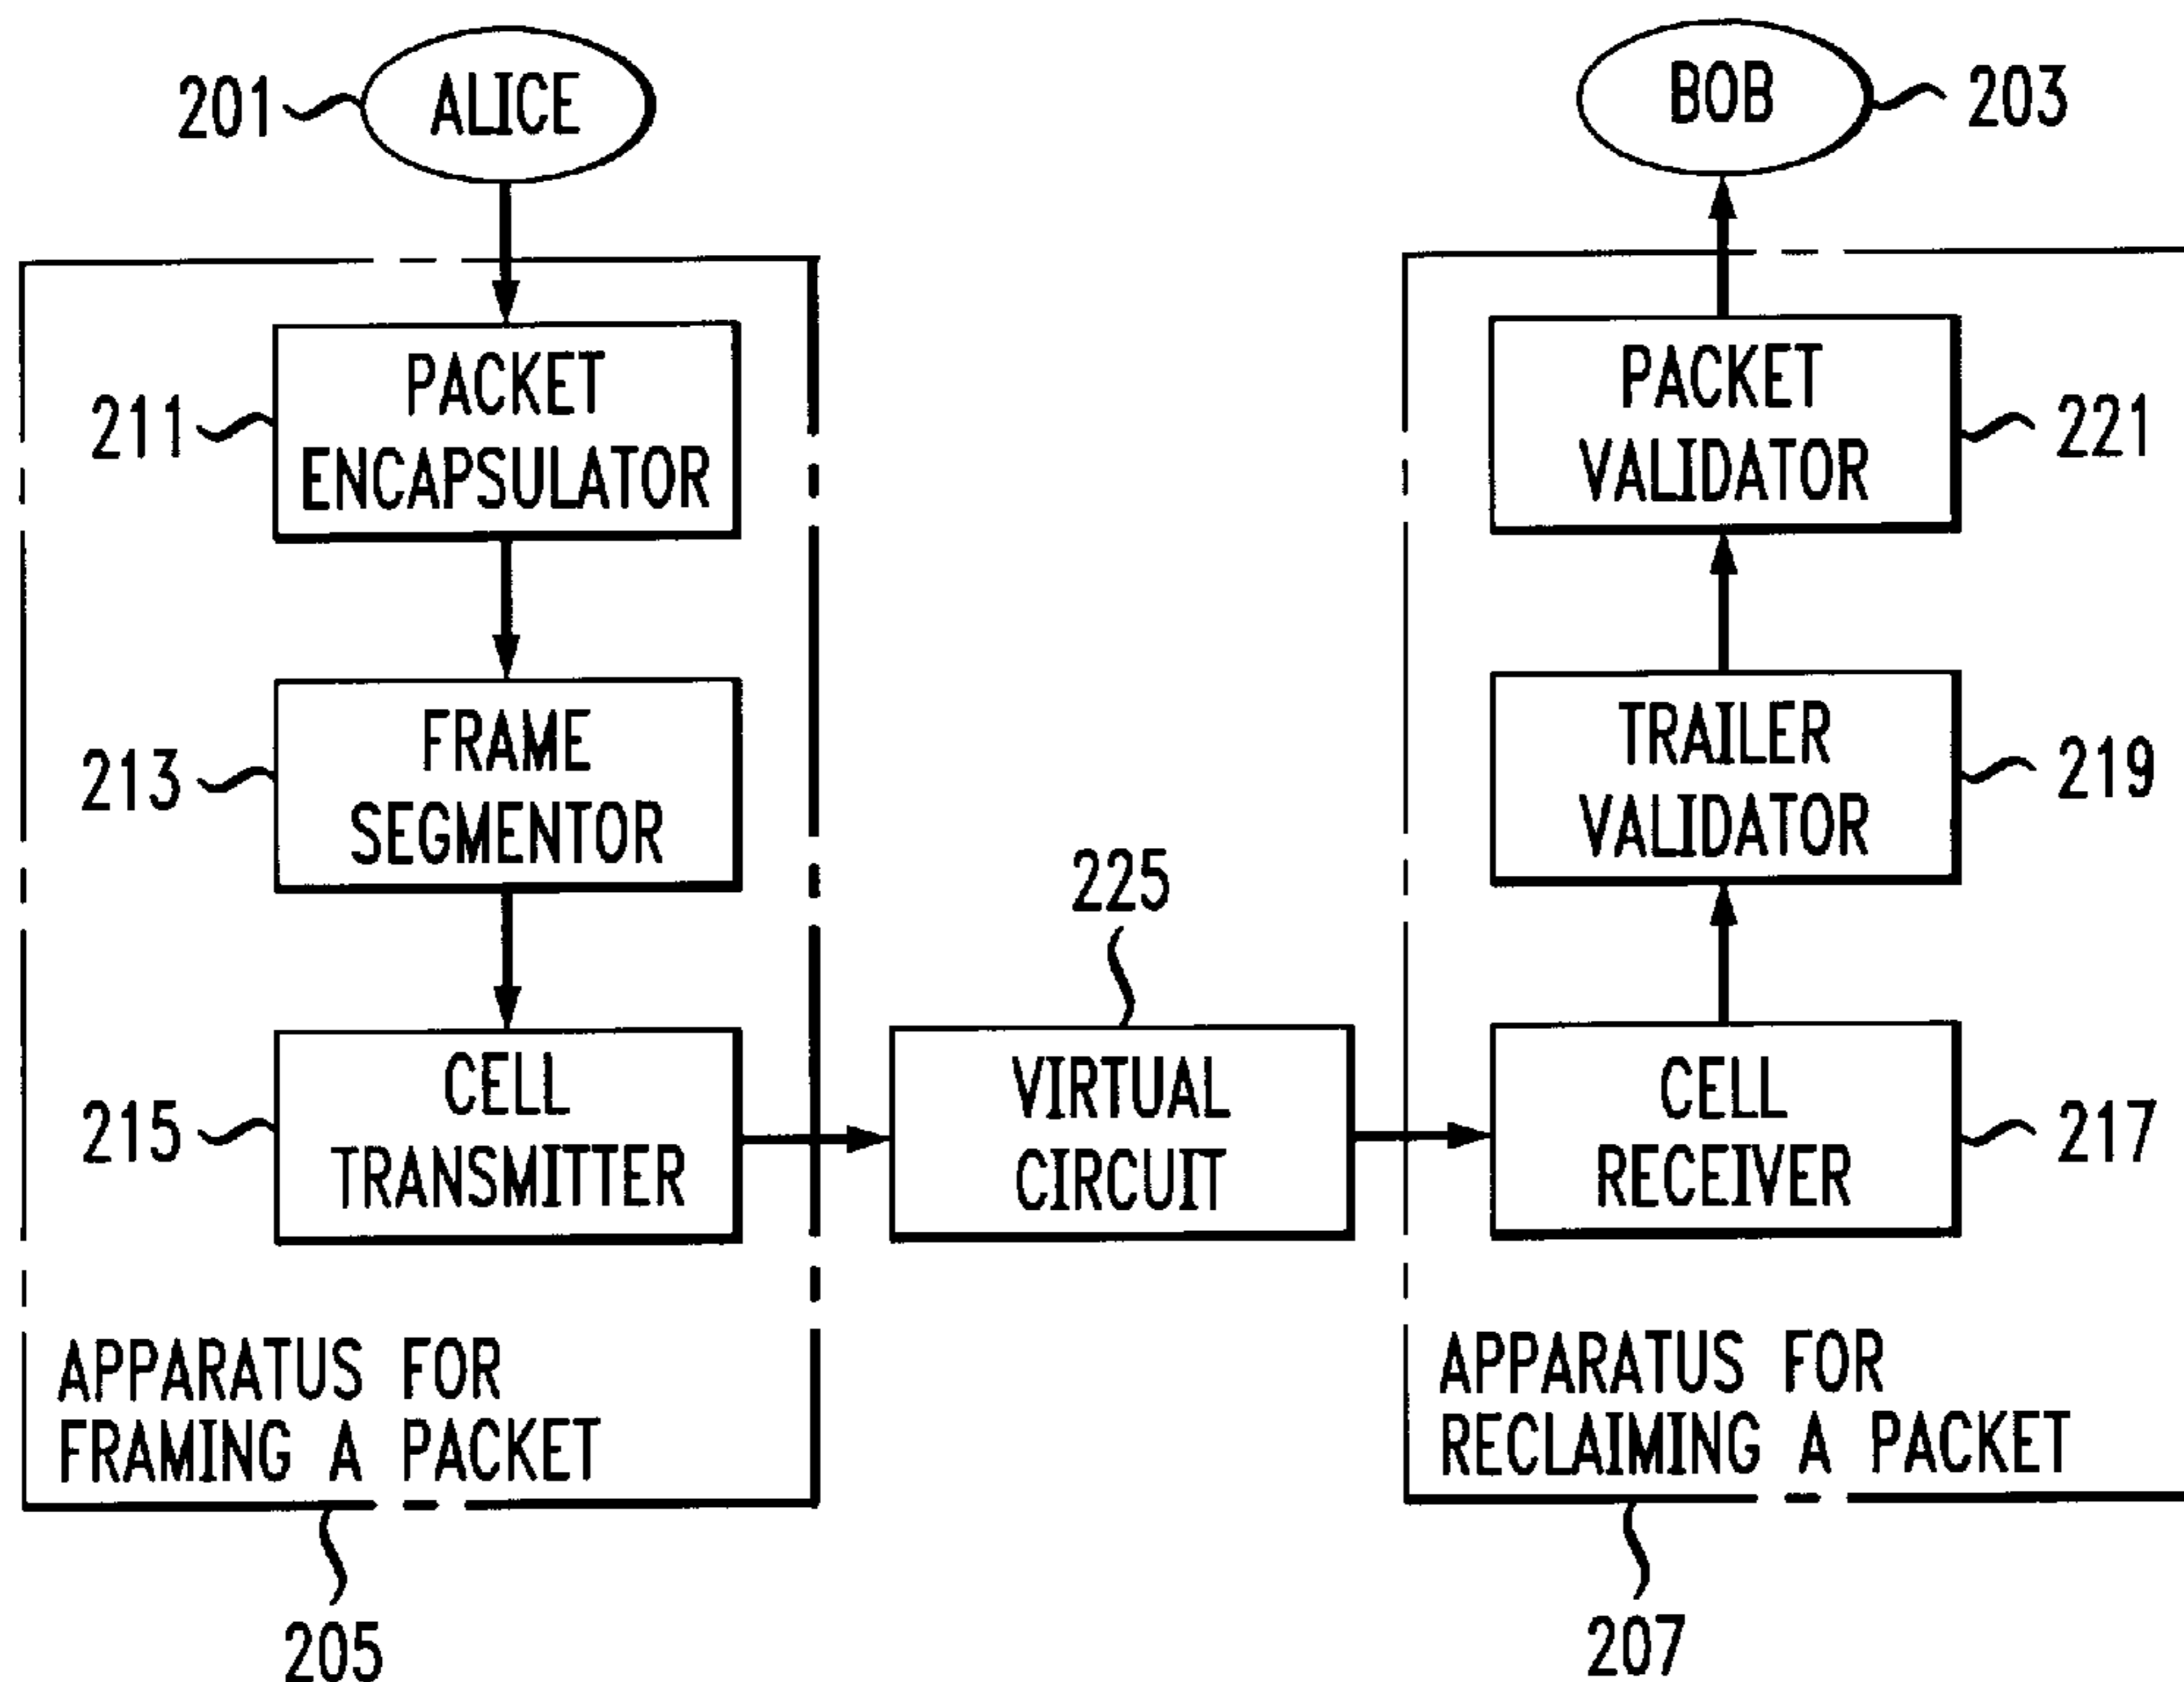 201
ALICE
BOB
203
211
PACKET
ENCAPSULATOR
PACKET
VALIDATOR
221
213
FRAME
SEGMENTOR
TRAILER
VALIDATOR
219
225
215
CELL
TRANSMITTER
VIRTUAL
CIRCUIT
CELL
RECEIVER
217
APPARATUS FOR
FRAMING A PACKET
APPARATUS FOR
RECLAIMING A PACKET
205
207